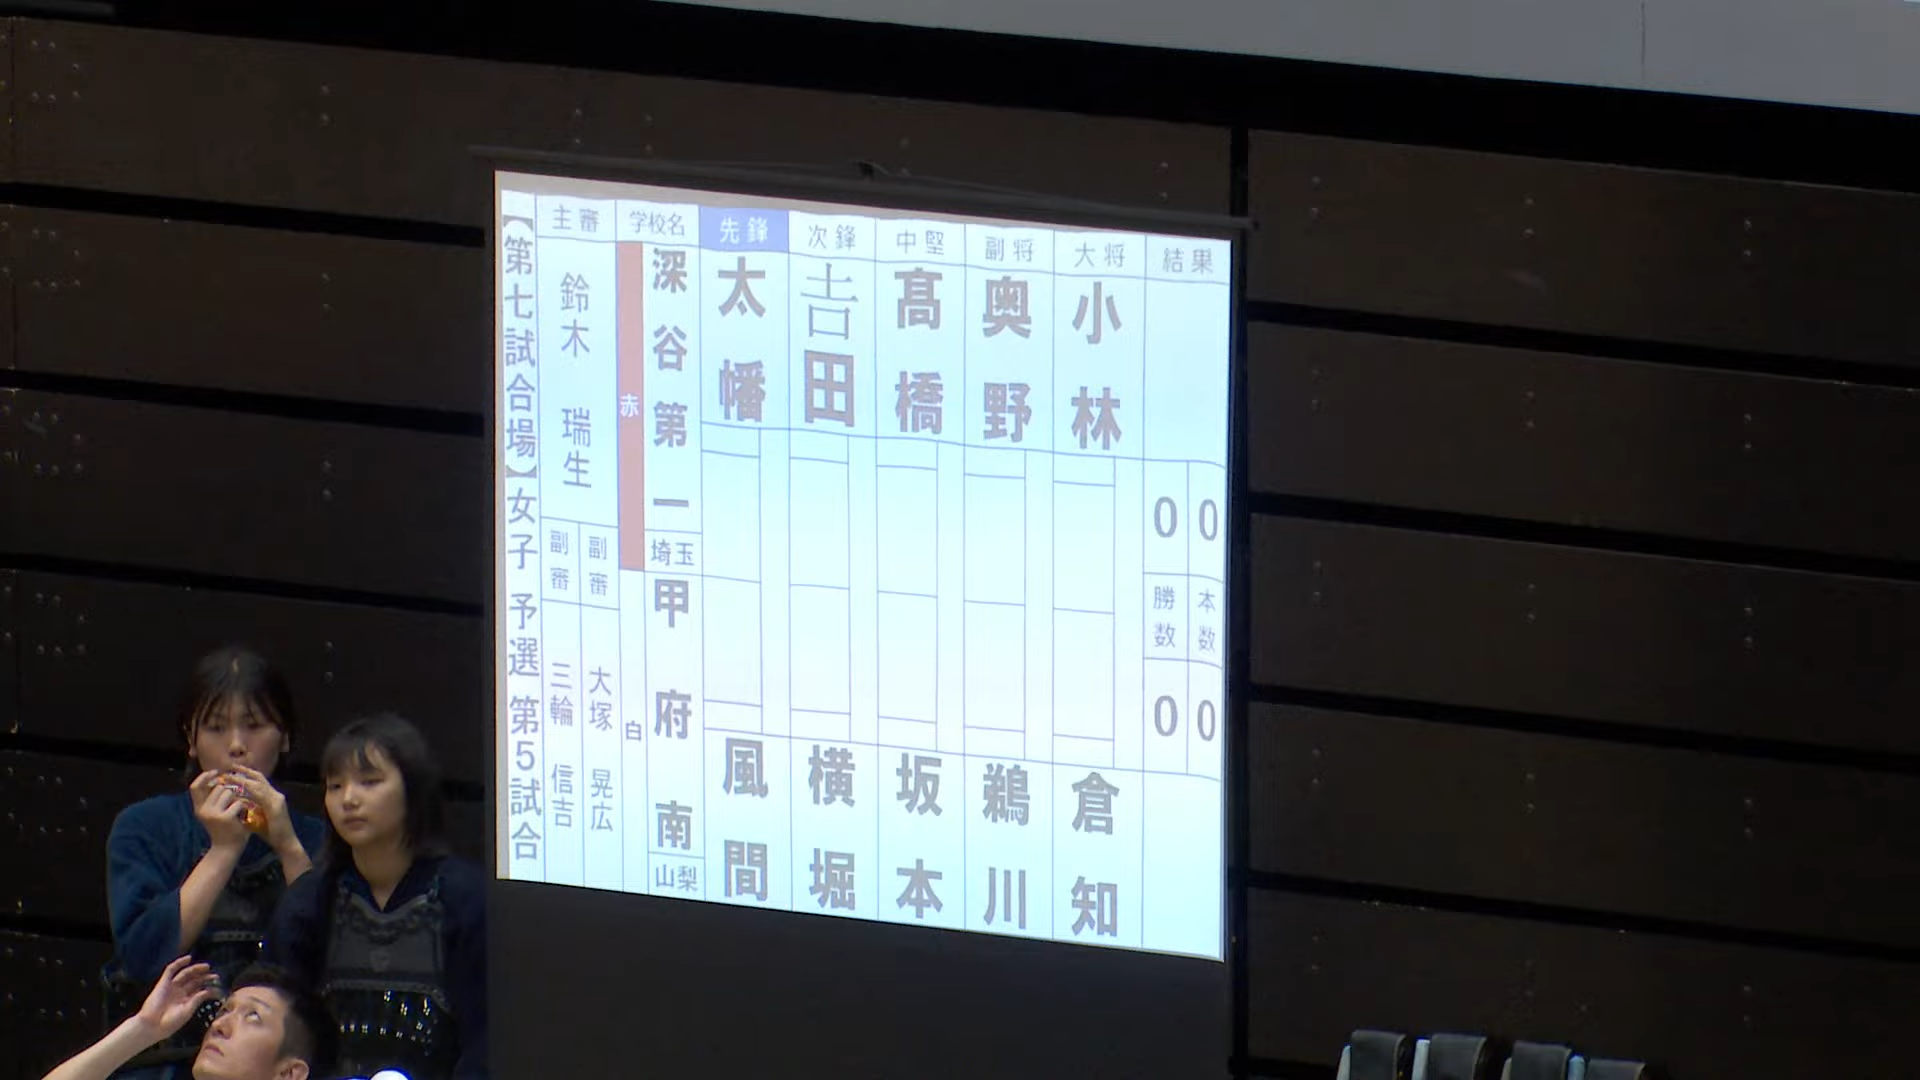 【第七試合場】女子 予選 第5試合
主審
鈴木 瑞生
副審
三輪 信吉
副審
大塚 晃広
学校名
赤
深谷第一
埼玉
白
甲府南
山梨
先鋒
太幡
風間
次鋒
𠮷田
横堀
中堅
髙橋
坂本
副将
奥野
鵜川
大将
小林
倉知
結果
0 0
勝数 本数
0 0